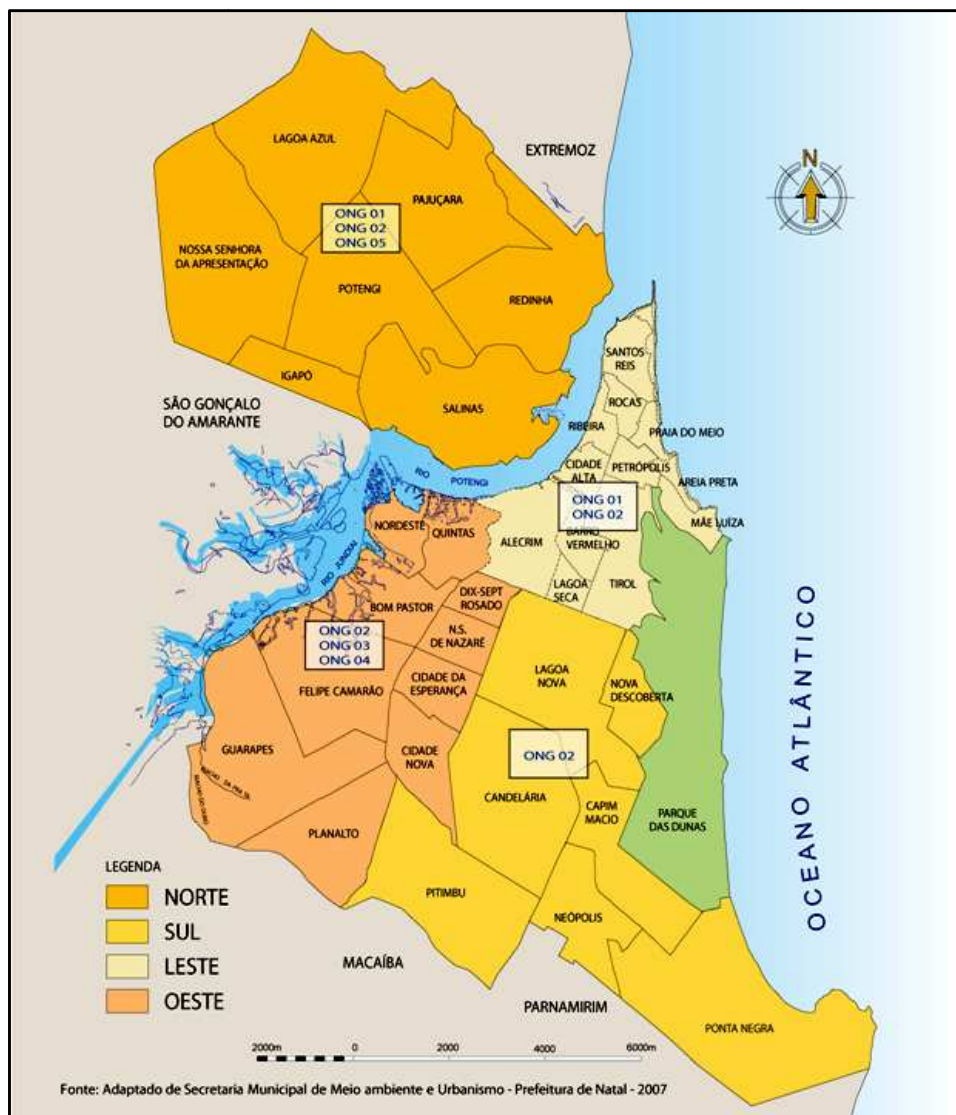 LAGOA AZUL
EXTREMOZ
N
PAJUÇARA
ONG 01
ONG 02
ONG 05
NOSSA SENHORA
DA APRESENTAÇÃO
POTENGI
REDINHA
IGAPÓ
SALINAS
SÃO GONÇALO
DO AMARANTE
SANTOS
REIS
ROCAS
RIBEIRA
PRAIA DO MEIO
CIDADE
ALTA
PETRÓPOLIS
AREIA PRETA
RIO
POTENGI
ONG 01
ONG 02
MÃE LUÍZA
NORDESTE
QUINTAS
ALECRIM
BARRO
VERMELHO
LAGOA
SECA
TIROL
RIO JUNDIAÍ
BOM PASTOR
DIX-SEPT
ROSADO
ONG 02
ONG 03
ONG 04
N.S.
DE NAZARÉ
FELIPE CAMARÃO
CIDADE DA
ESPERANÇA
LAGOA
NOVA
NOVA
DESCOBERTA
OCEANO ATLÂNTICO
GUARAPES
CIDADE
NOVA
ONG 02
CANDELÁRIA
CAPIM
MACIO
PARQUE
DAS DUNAS
PLANALTO
LEGENDA
NORTE
SUL
LESTE
OESTE
PITIMBU
NEÓPOLIS
MACAÍBA
PARNAMIRIM
PONTA NEGRA
2000m 0 2000 4000 6000m
Fonte: Adaptado de Secretaria Municipal de Meio ambiente e Urbanismo - Prefeitura de Natal - 2007